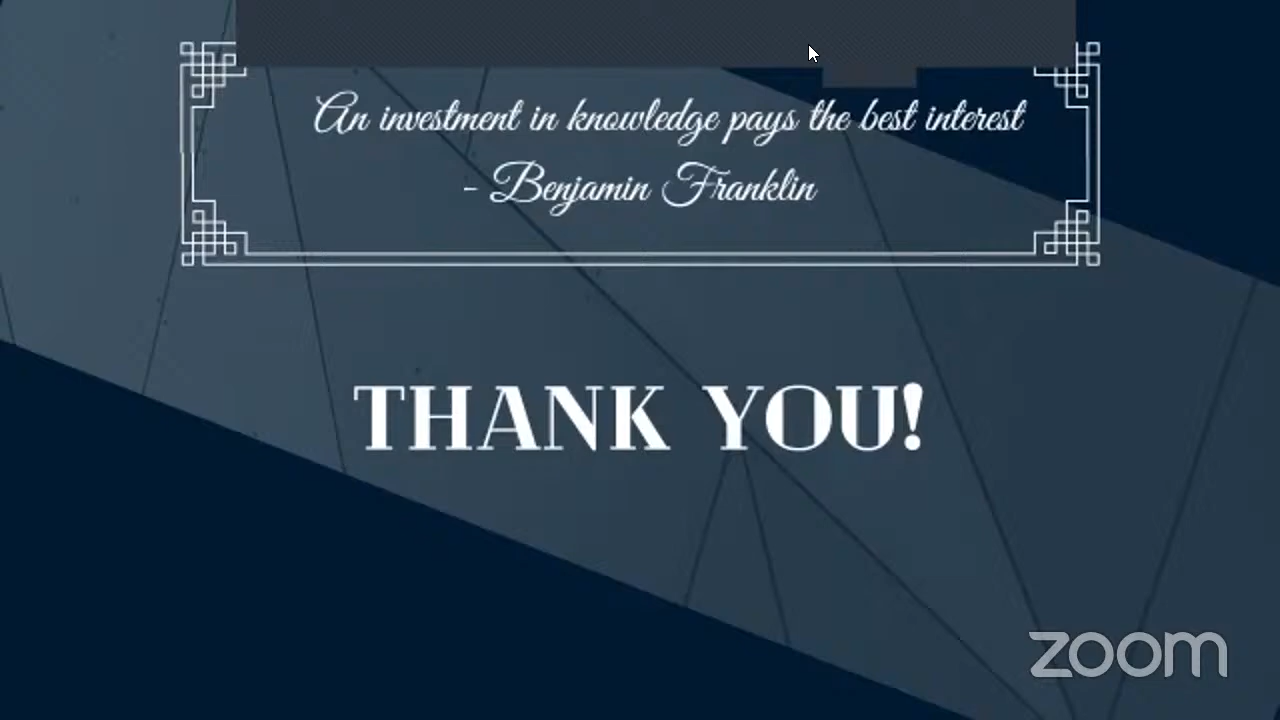 An investment in knowledge pays the best interest
- Benjamin Franklin
THANK YOU!
zoom